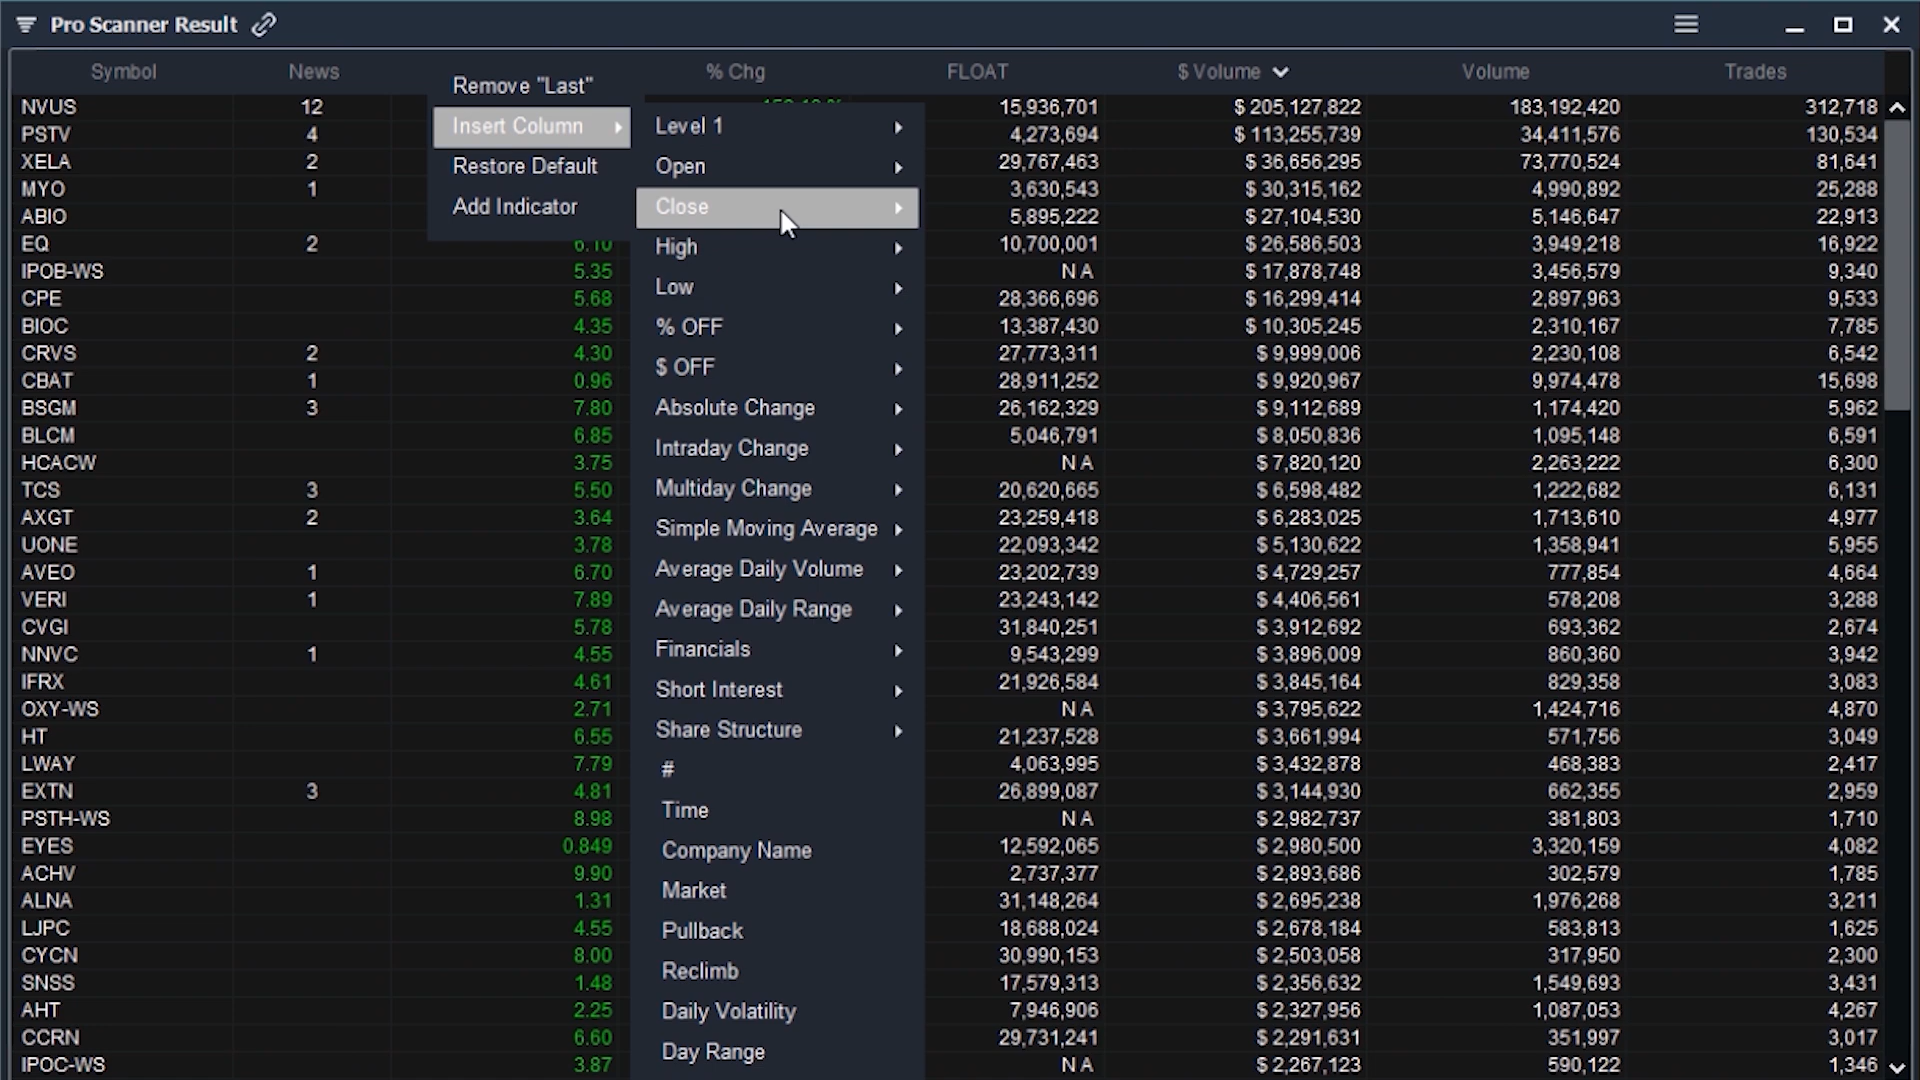 Pro Scanner Result
Symbol News % Chg FLOAT $ Volume Volume Trades
Remove "Last"
Insert Column
Restore Default
Add Indicator
Level 1
Open
Close
High
Low
% OFF
$ OFF
Absolute Change
Intraday Change
Multiday Change
Simple Moving Average
Average Daily Volume
Average Daily Range
Financials
Short Interest
Share Structure
#
Time
Company Name
Market
Pullback
Reclimb
Daily Volatility
Day Range
NVUS 12 15,936,701 $ 205,127,822 183,192,420 312,718
PSTV 4 4,273,694 $ 113,255,739 34,411,576 130,534
XELA 2 29,767,463 $ 36,656,295 73,770,524 81,641
MYO 1 3,630,543 $ 30,315,162 4,990,892 25,288
ABIO 5,895,222 $ 27,104,530 5,146,647 22,913
EQ 2 6.10 10,700,001 $ 26,586,503 3,949,218 16,922
IPOB-WS 5.35 N A $ 17,878,748 3,456,579 9,340
CPE 5.68 28,366,696 $ 16,299,414 2,897,963 9,533
BIOC 4.35 13,387,430 $ 10,305,245 2,310,167 7,785
CRVS 2 4.30 27,773,311 $ 9,999,006 2,230,108 6,542
CBAT 1 0.96 28,911,252 $ 9,920,967 9,974,478 15,698
BSGM 3 7.80 26,162,329 $ 9,112,689 1,174,420 5,962
BLCM 6.85 5,046,791 $ 8,050,836 1,095,148 6,591
HCACW 3.75 N A $ 7,820,120 2,263,222 6,300
TCS 3 5.50 20,620,665 $ 6,598,482 1,222,682 6,131
AXGT 2 3.64 23,259,418 $ 6,283,025 1,713,610 4,977
UONE 3.78 22,093,342 $ 5,130,622 1,358,941 5,955
AVEO 1 6.70 23,202,739 $ 4,729,257 777,854 4,664
VERI 1 7.89 23,243,142 $ 4,406,561 578,208 3,288
CVGI 5.78 31,840,251 $ 3,912,692 693,362 2,674
NNVC 1 4.55 9,543,299 $ 3,896,009 860,360 3,942
IFRX 4.61 21,926,584 $ 3,845,164 829,358 3,083
OXY-WS 2.71 N A $ 3,795,622 1,424,716 4,870
HT 6.55 21,237,528 $ 3,661,994 571,756 3,049
LWAY 7.79 4,063,995 $ 3,432,878 468,383 2,417
EXTN 3 4.81 26,899,087 $ 3,144,930 662,355 2,959
PSTH-WS 8.98 N A $ 2,982,737 381,803 1,710
EYES 0.849 12,592,065 $ 2,980,500 3,320,159 4,082
ACHV 9.90 2,737,377 $ 2,893,686 302,579 1,785
ALNA 1.31 31,148,264 $ 2,695,238 1,976,268 3,211
LJPC 4.55 18,688,024 $ 2,678,184 583,813 1,625
CYCN 8.00 30,990,153 $ 2,503,058 317,950 2,300
SNSS 1.48 17,579,313 $ 2,356,632 1,549,693 3,431
AHT 2.25 7,946,906 $ 2,327,956 1,087,053 4,267
CCRN 6.60 29,731,241 $ 2,291,631 351,997 3,017
IPOC-WS 3.87 N A $ 2,267,123 590,122 1,346